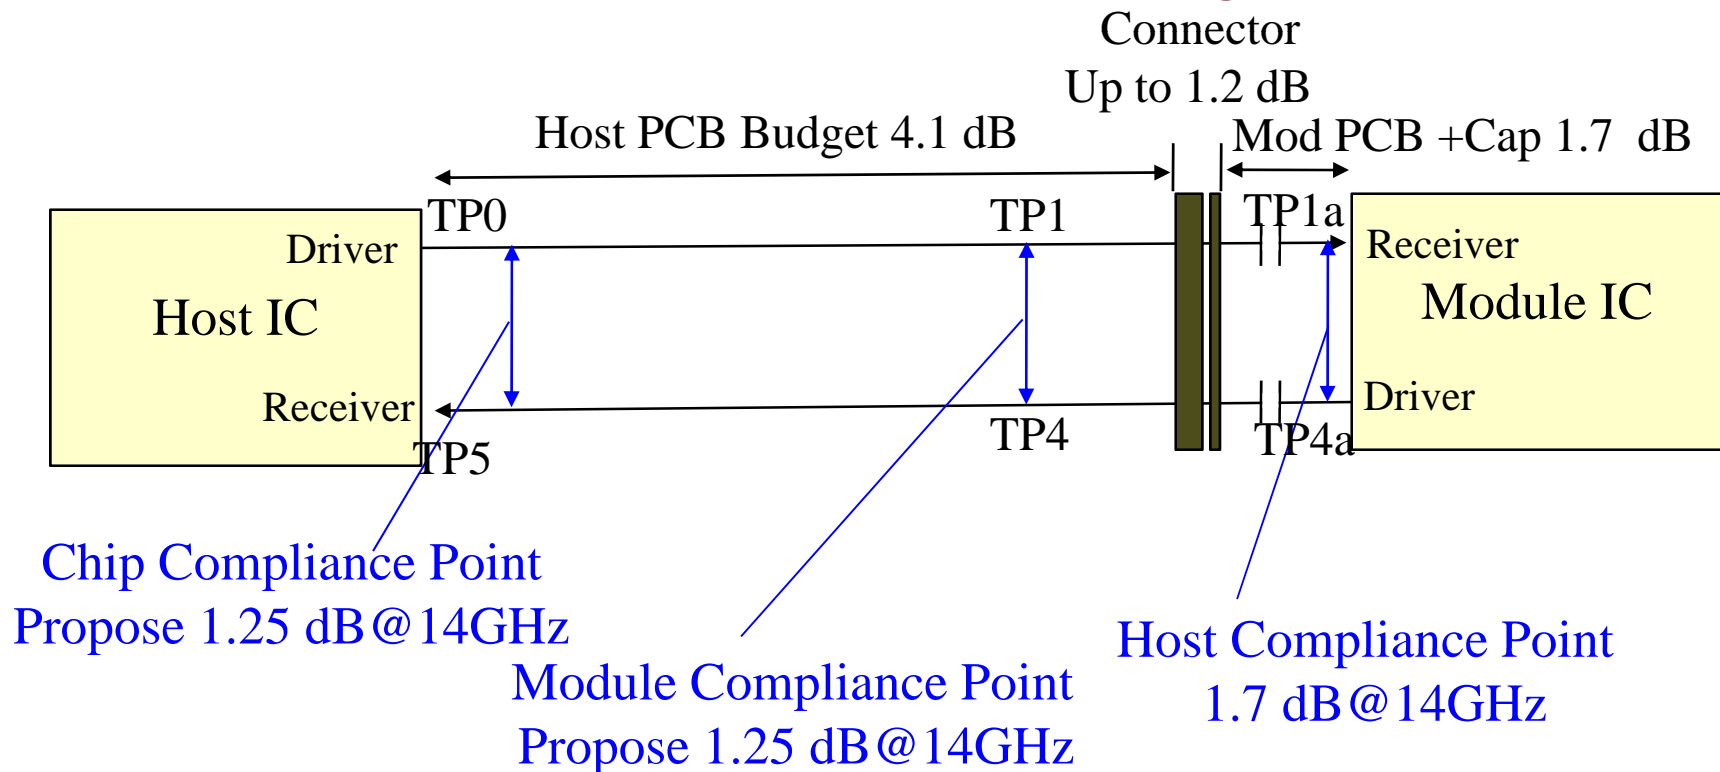 Connector
Up to 1.2 dB
Host PCB Budget 4.1 dB
Mod PCB +Cap 1.7 dB
TP0
TP1
TP1a
Driver
Receiver
Host IC
Module IC
Receiver
Driver
TP5
TP4
TP4a
Chip Compliance Point
Propose 1.25 dB@14GHz
Module Compliance Point
Propose 1.25 dB@14GHz
Host Compliance Point
1.7 dB@14GHz